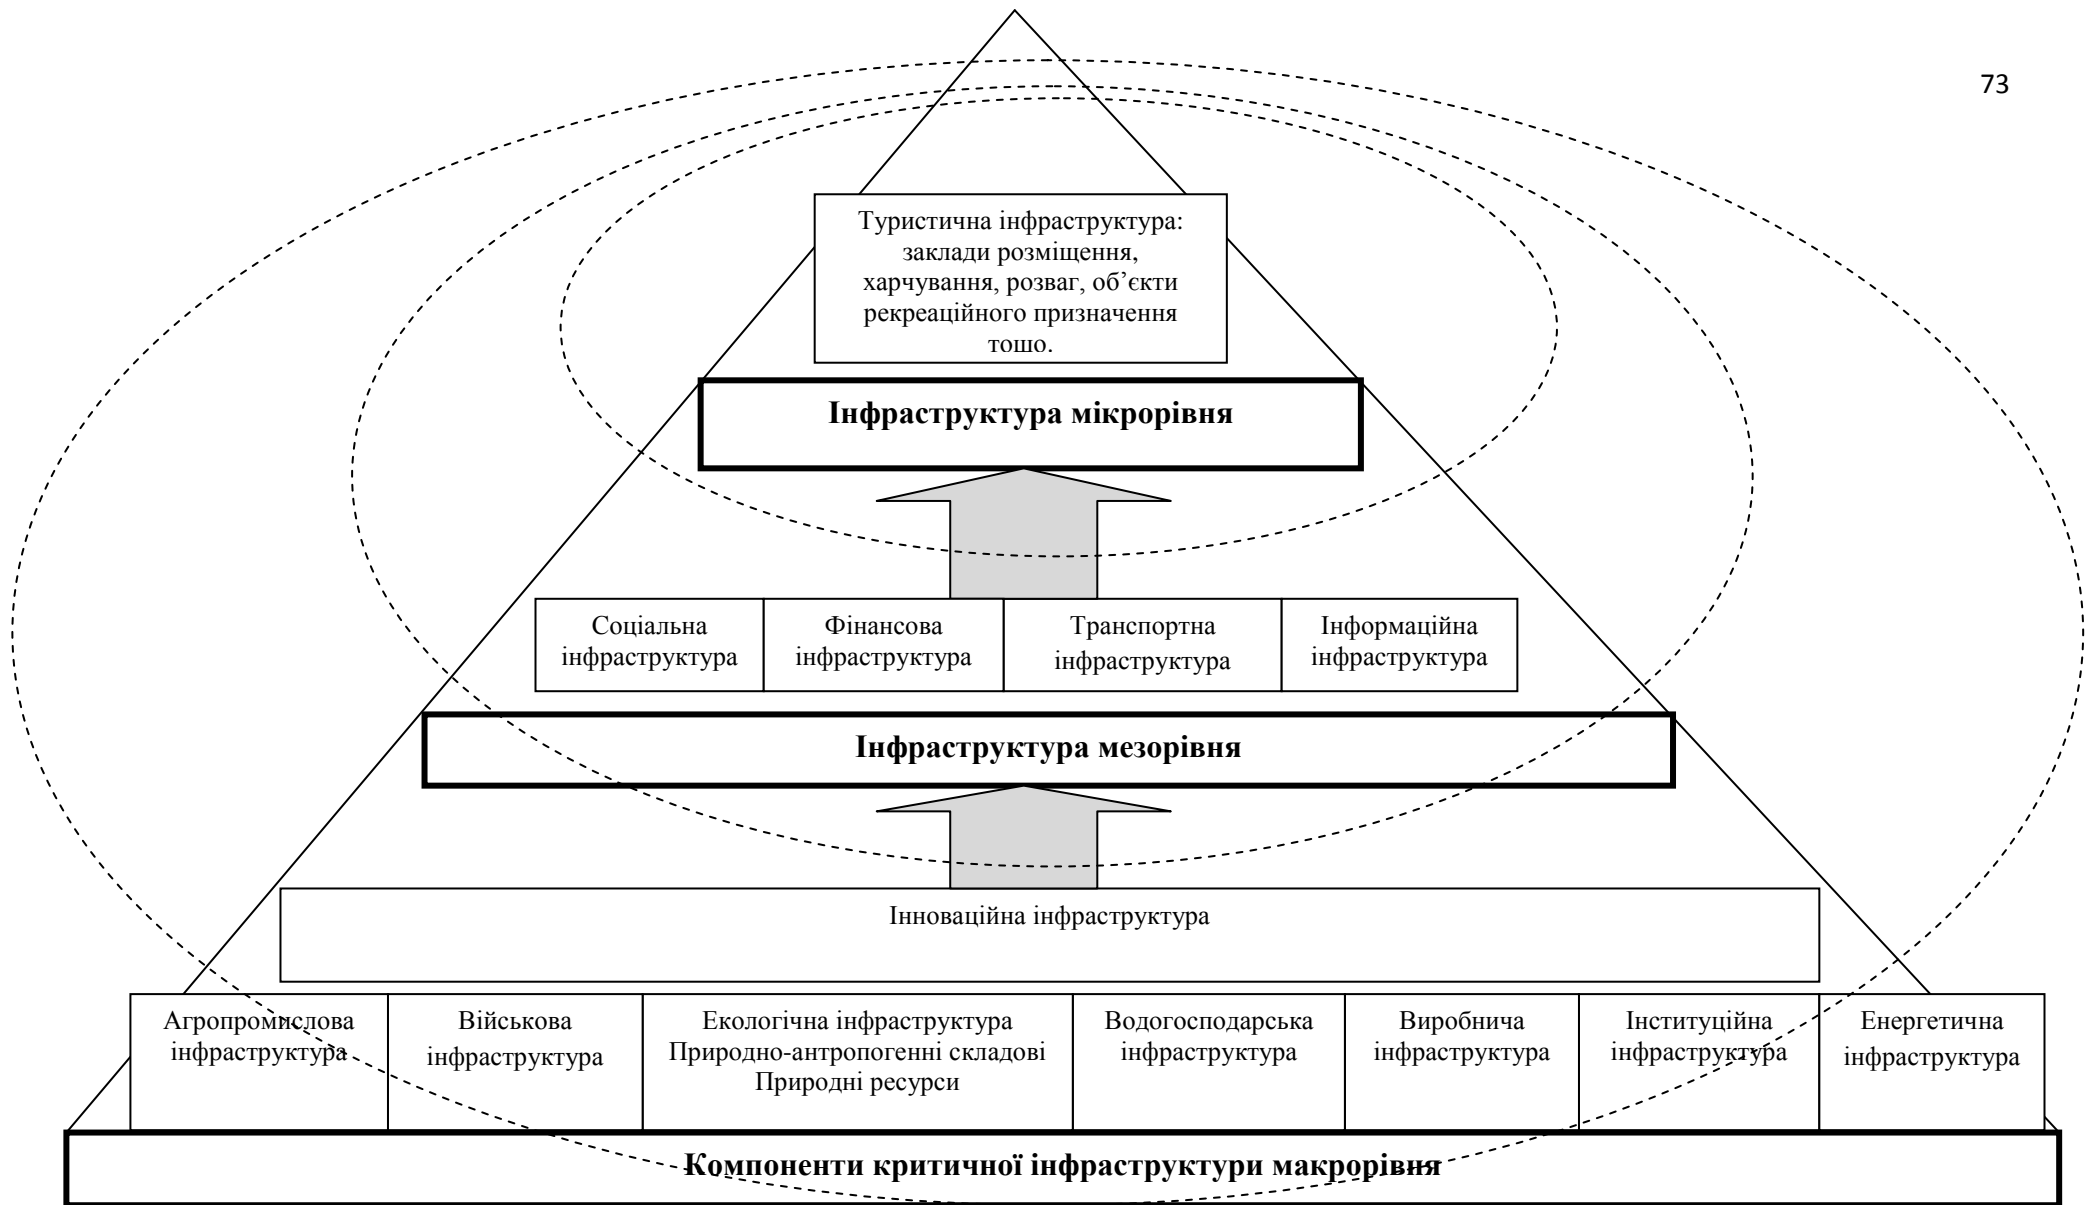 73
Туристична інфраструктура:
заклади розміщення,
харчування, розваг, об’єкти
рекреаційного призначення
тошо.
Інфраструктура мікрорівня
Соціальна
інфраструктура
Фінансова
інфраструктура
Транспортна
інфраструктура
Інформаційна
інфраструктура
Інфраструктура мезорівня
Інноваційна інфраструктура
Агропромислова
інфраструктура
Військова
інфраструктура
Екологічна інфраструктура
Природно-антропогенні складові
Природні ресурси
Водогосподарська
інфраструктура
Виробнича
інфраструктура
Інституційна
інфраструктура
Енергетична
інфраструктура
Компоненти критичної інфраструктури макрорівня